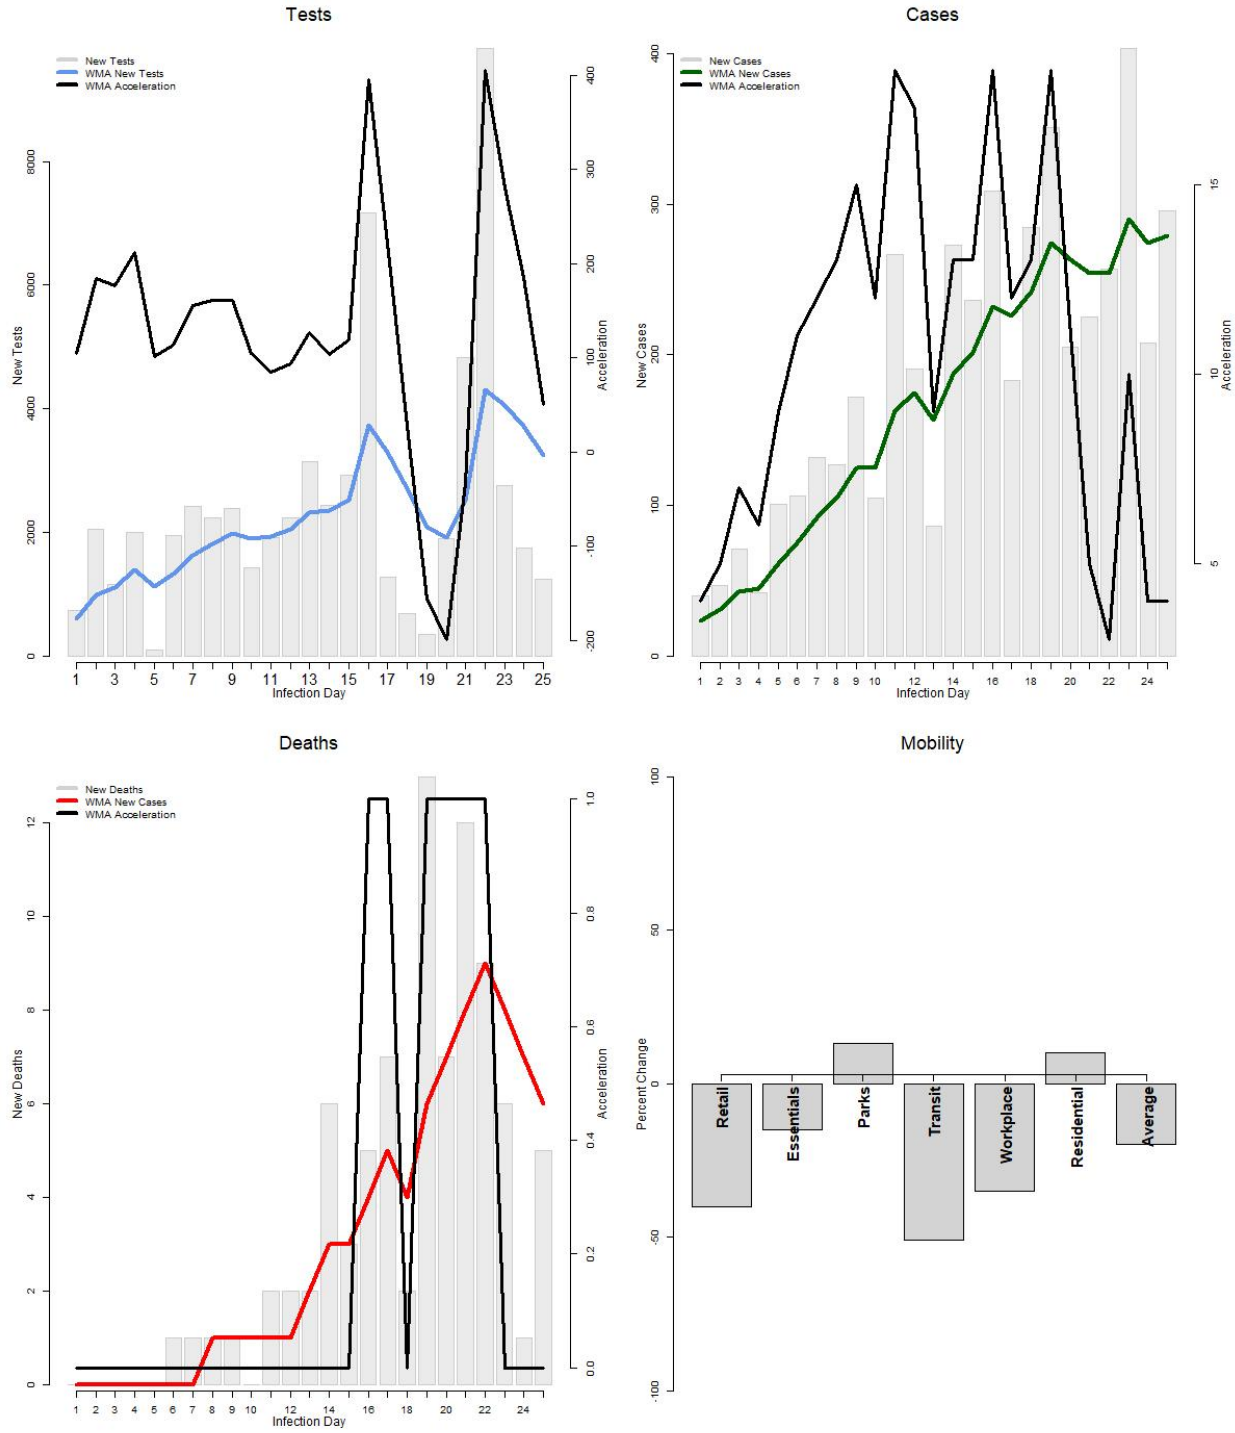 Tests
New Tests
WMA New Tests
WMA Acceleration
New Tests
0 2000 4000 6000 8000
Acceleration
-200 -100 0 100 200 300 400
1 3 5 7 9 11 13 15 17 19 21 23 25
Infection Day
Cases
New Cases
WMA New Cases
WMA Acceleration
New Cases
0 100 200 300 400
Acceleration
5 10 15
1 2 3 4 5 6 7 8 9 10 12 14 16 18 20 22 24
Infection Day
Deaths
New Deaths
WMA New Cases
WMA Acceleration
New Deaths
0 2 4 6 8 10 12
Acceleration
0.0 0.2 0.4 0.6 0.8 1.0
1 2 3 4 5 6 7 8 9 10 12 14 16 18 20 22 24
Infection Day
Mobility
Percent Change
-100 -50 0 50 100
Retail
Essentials
Parks
Transit
Workplace
Residential
Average